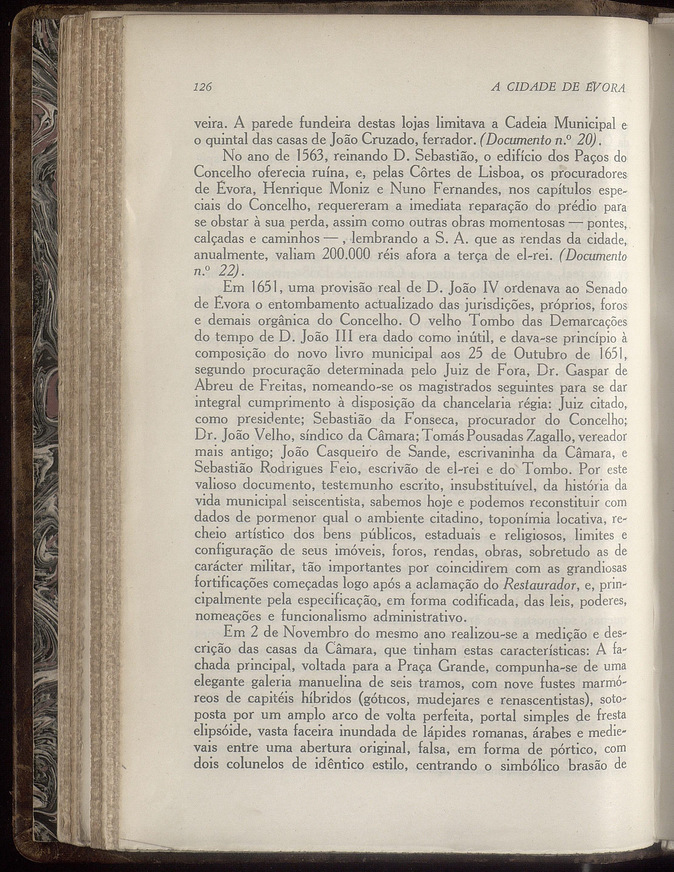 126
A CIDADE DE ÉVORA
veira. A parede fundeira destas lojas limitava a Cadeia Municipal e
o quintal das casas de João Cruzado, ferrador. (Documento n.º 20).
No ano de 1563, reinando D. Sebastião, o edifício dos Paços do
Concelho oferecia ruína, e, pelas Côrtes de Lisboa, os procuradores
de Évora, Henrique Moniz e Nuno Fernandes, nos capítulos espe-
ciais do Concelho, requereram a imediata reparação do prédio para
se obstar à sua perda, assim como outras obras momentosas — pontes,
calçadas e caminhos — , lembrando a S. A. que as rendas da cidade,
anualmente, valiam 200.000 réis afora a terça de el-rei. (Documento
n.º 22).
Em 1651, uma provisão real de D. João IV ordenava ao Senado
de Évora o entombamento actualizado das jurisdições, próprios, foros
e demais orgânica do Concelho. O velho Tombo das Demarcações
do tempo de D. João III era dado como inútil, e dava-se princípio à
composição do novo livro municipal aos 25 de Outubro de 1651,
segundo procuração determinada pelo Juiz de Fora, Dr. Gaspar de
Abreu de Freitas, nomeando-se os magistrados seguintes para se dar
integral cumprimento à disposição da chancelaria régia: Juiz citado,
como presidente; Sebastião da Fonseca, procurador do Concelho;
Dr. João Velho, síndico da Câmara; Tomás Pousadas Zagallo, vereador
mais antigo; João Casqueiro de Sande, escrivaninha da Câmara, e
Sebastião Rodrigues Feio, escrivão de el-rei e do Tombo. Por este
valioso documento, testemunho escrito, insubstituível, da história da
vida municipal seiscentista, sabemos hoje e podemos reconstituir com
dados de pormenor qual o ambiente citadino, toponímia locativa, re-
cheio artístico dos bens públicos, estaduais e religiosos, limites e
configuração de seus imóveis, foros, rendas, obras, sobretudo as de
carácter militar, tão importantes por coincidirem com as grandiosas
fortificações começadas logo após a aclamação do Restaurador, e, prin-
cipalmente pela especificação, em forma codificada, das leis, poderes,
nomeações e funcionalismo administrativo.
Em 2 de Novembro do mesmo ano realizou-se a medição e des-
crição das casas da Câmara, que tinham estas características: A fa-
chada principal, voltada para a Praça Grande, compunha-se de uma
elegante galeria manuelina de seis tramos, com nove fustes marmó-
reos de capitéis híbridos (góticos, mudejares e renascentistas), soto-
posta por um amplo arco de volta perfeita, portal simples de fresta
elipsóide, vasta faceira inundada de lápides romanas, árabes e medie-
vais entre uma abertura original, falsa, em forma de pórtico, com
dois colunelos de idêntico estilo, centrando o simbólico brasão de